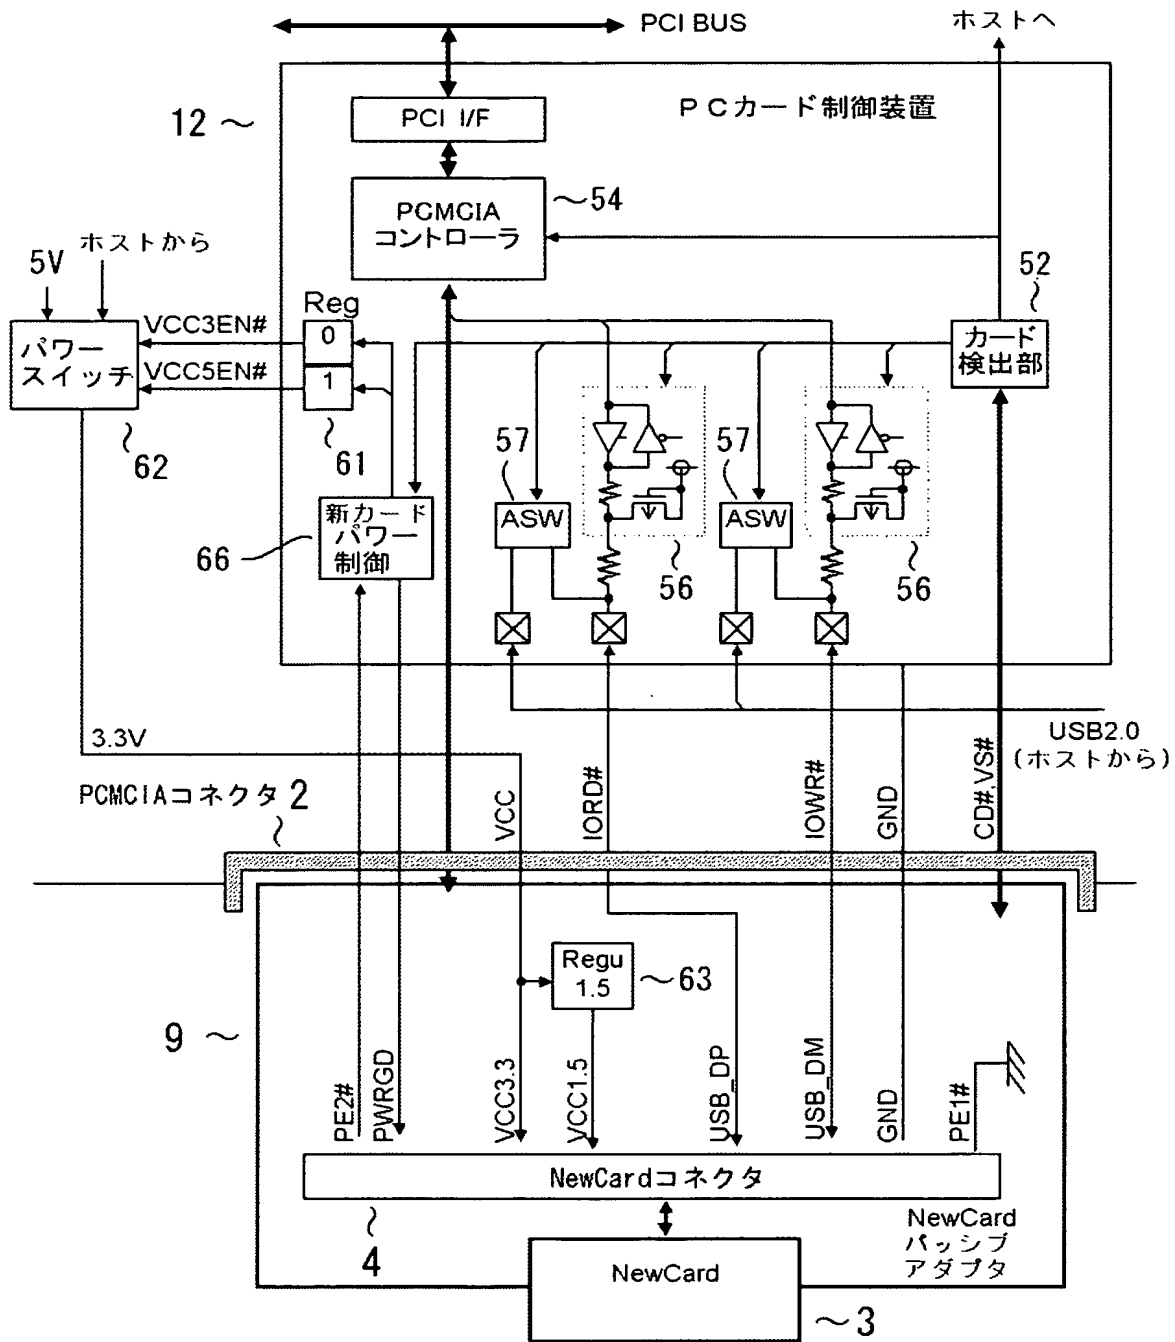 PCI BUS
ホストへ
12
PCI I/F
PCカード制御装置
54
PCMCIA
コントローラ
ホストから
5V
52
Reg
VCC3EN#
0
カード
検出部
パワー
スイッチ
VCC5EN#
1
57
57
62
61
新カード
パワー
制御
ASW
ASW
66
56
56
3.3V
USB2.0
(ホストから)
PCMCIAコネクタ 2
VCC
IORD#
IOWR#
GND
CD#,VS#
Regu
1.5
63
9
PE2#
PWRGD
VCC3.3
VCC1.5
USB_DP
USB_DM
GND
PE1#
NewCardコネクタ
4
NewCard
パッシブ
アダプタ
NewCard
3